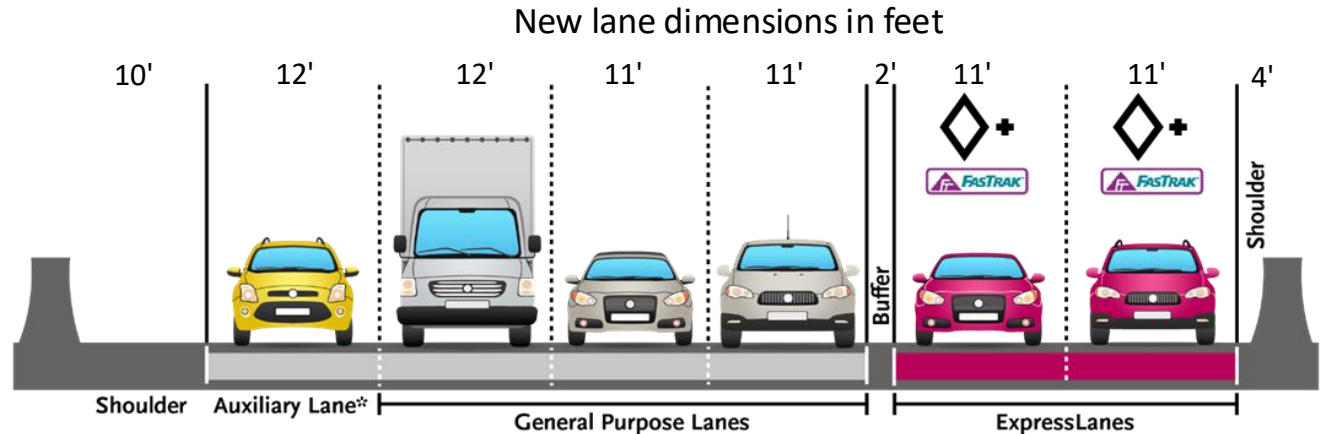 New lane dimensions in feet
10' 12' 12' 11' 11' 2' 11' 11' 4'
+ +
FASTRAK FASTRAK
Shoulder
Buffer
Shoulder Auxiliary Lane* General Purpose Lanes ExpressLanes